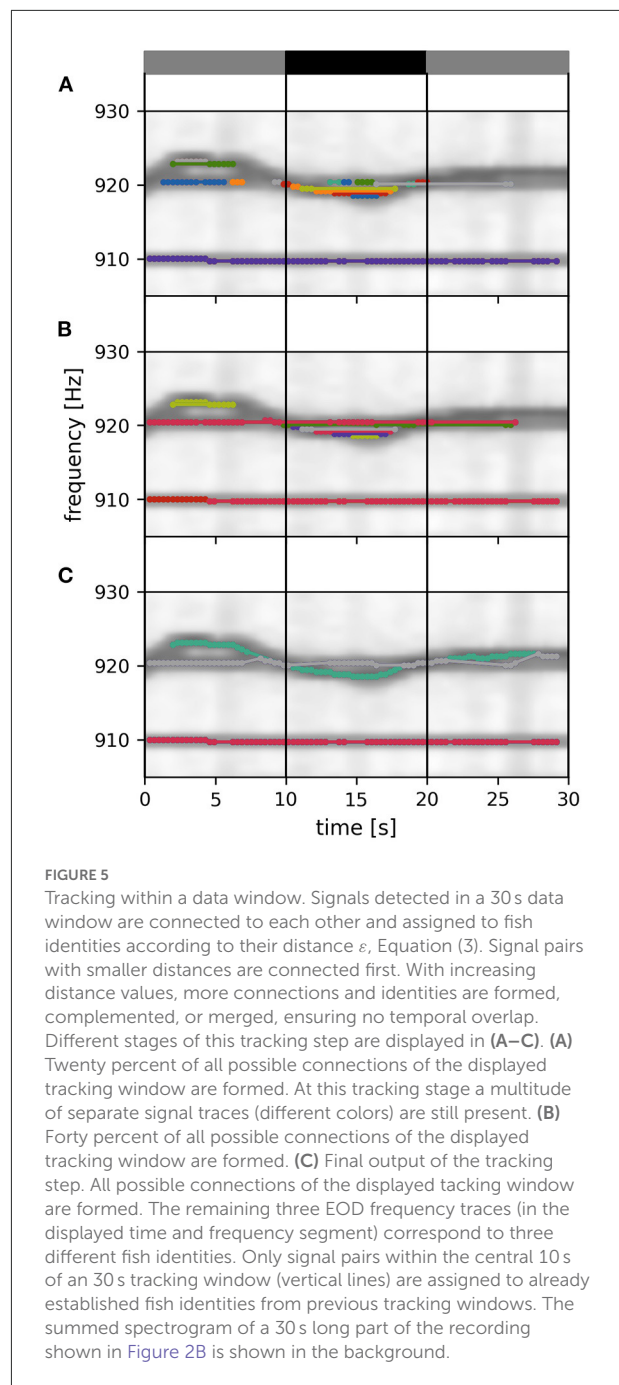 A
930
920
910
B
930
920
910
frequency [Hz]
C
930
920
910
0 5 10 15 20 25 30
time [s]
FIGURE 5
Tracking within a data window. Signals detected in a 30 s data
window are connected to each other and assigned to fish
identities according to their distance ε, Equation (3). Signal pairs
with smaller distances are connected first. With increasing
distance values, more connections and identities are formed,
complemented, or merged, ensuring no temporal overlap.
Different stages of this tracking step are displayed in (A–C). (A)
Twenty percent of all possible connections of the displayed
tracking window are formed. At this tracking stage a multitude
of separate signal traces (different colors) are still present. (B)
Forty percent of all possible connections of the displayed
tracking window are formed. (C) Final output of the tracking
step. All possible connections of the displayed tacking window
are formed. The remaining three EOD frequency traces (in the
displayed time and frequency segment) correspond to three
different fish identities. Only signal pairs within the central 10 s
of an 30 s tracking window (vertical lines) are assigned to already
established fish identities from previous tracking windows. The
summed spectrogram of a 30 s long part of the recording
shown in Figure 2B is shown in the background.